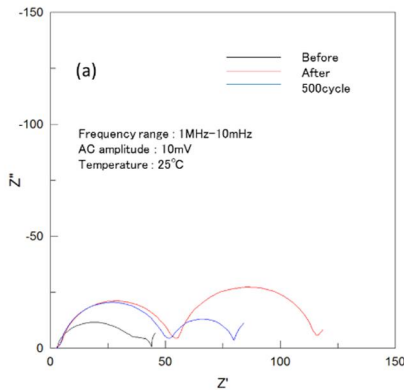 -150
Before
(a)
After
500cycle
-100
Frequency range : 1MHz-10mHz
AC amplitude : 10mV
Temperature : 25°C
Z"
-50
0
0
50
100
150
Z'